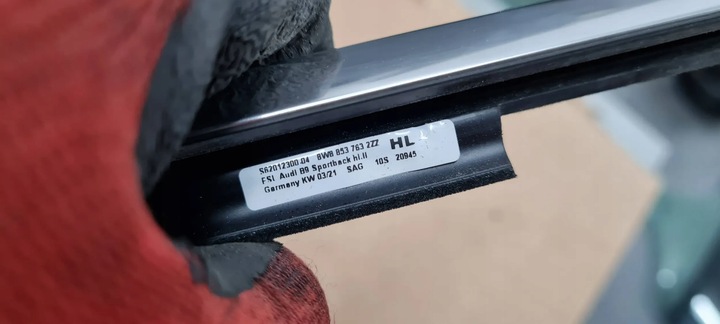 S62012300-04 8W8 853 763 2ZZ HL
FSL Audi B9 Sportback hi.li
Germany KW 03/21 SAG 10S 20945